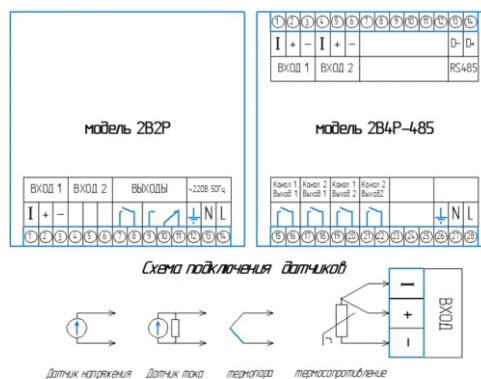 1 2 3 4 5 6 7 8 9 10 11 12 13 14
I + − I + − D− D+
ВХОД 1 ВХОД 2 RS485
модель 2В2Р
модель 2В4Р-485
ВХОД 1 ВХОД 2 ВЫХОДЫ ~220В 50Гц
I + − N L
1 2 3 4 5 6 7 8 9 10 11 12 13 14
Канал 1 Канал 2 Канал 1 Канал 2
Выход 1 Выход 1 Выход 2 Выход2
N L
15 16 17 18 19 20 21 22 23 24 25 26 27 28
Схема подключения датчиков
I
+
−
ВХОД
Датчик напряжения
Датчик тока
термопара
термосопротивление